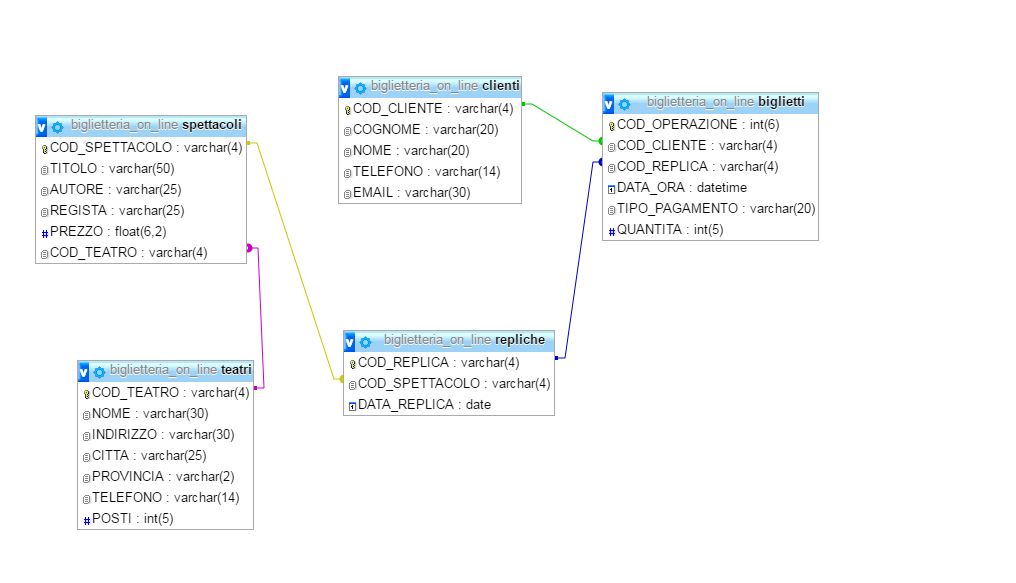 biglietteria_on_line spettacoli
COD_SPETTACOLO : varchar(4)
TITOLO : varchar(50)
AUTORE : varchar(25)
REGISTA : varchar(25)
PREZZO : float(6,2)
COD_TEATRO : varchar(4)
biglietteria_on_line clienti
COD_CLIENTE : varchar(4)
COGNOME : varchar(20)
NOME : varchar(20)
TELEFONO : varchar(14)
EMAIL : varchar(30)
biglietteria_on_line biglietti
COD_OPERAZIONE : int(6)
COD_CLIENTE : varchar(4)
COD_REPLICA : varchar(4)
DATA_ORA : datetime
TIPO_PAGAMENTO : varchar(20)
QUANTITA : int(5)
biglietteria_on_line teatri
COD_TEATRO : varchar(4)
NOME : varchar(30)
INDIRIZZO : varchar(30)
CITTA : varchar(25)
PROVINCIA : varchar(2)
TELEFONO : varchar(14)
POSTI : int(5)
biglietteria_on_line repliche
COD_REPLICA : varchar(4)
COD_SPETTACOLO : varchar(4)
DATA_REPLICA : date